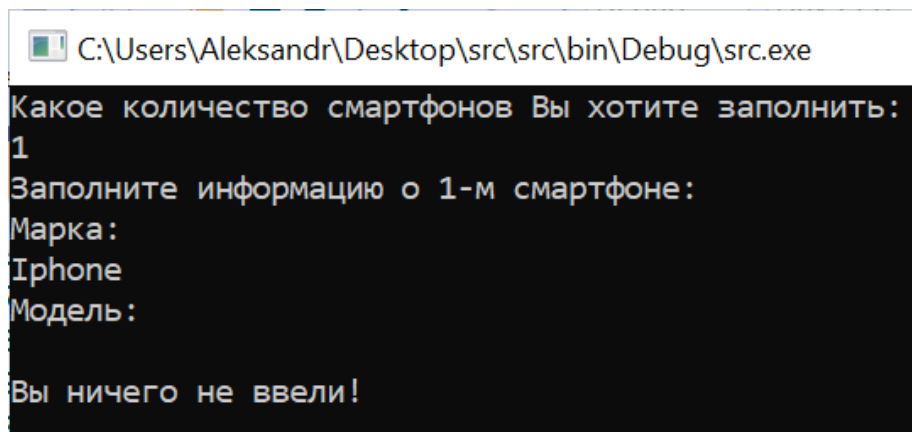 C:\Users\Aleksandr\Desktop\src\src\bin\Debug\src.exe
Какое количество смартфонов Вы хотите заполнить:
1
Заполните информацию о 1-м смартфоне:
Марка:
Iphone
Модель:
Вы ничего не ввели!